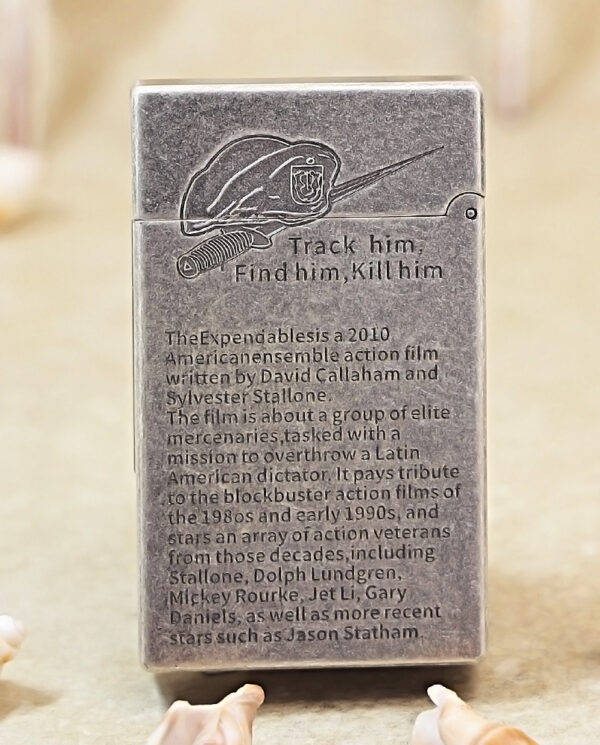 Track him,
Find him,Kill him
TheExpendablesis a 2010
Americanensemble action film
written by David Callaham and
Sylvester Stallone.
The film is about a group of elite
mercenaries,tasked with a
mission to overthrow a Latin
American dictator. It pays tribute
to the blockbuster action films of
the 1980s and early 1990s, and
stars an array of action veterans
from those decades,including
Stallone, Dolph Lundgren,
Mickey Rourke, Jet Li, Gary
Daniels, as well as more recent
stars such as Jason Statham.